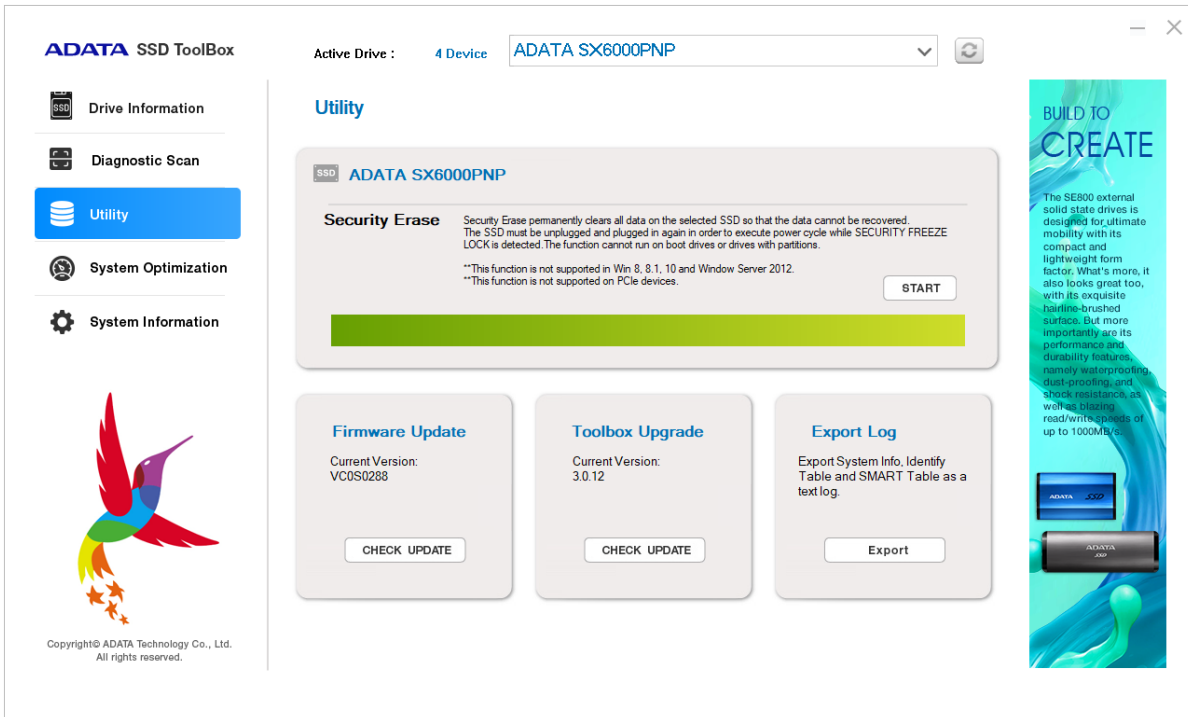 ADATA SSD ToolBox
Active Drive :
4 Device
ADATA SX6000PNP
SSD
Drive Information
Diagnostic Scan
Utility
System Optimization
System Information
Copyright© ADATA Technology Co., Ltd.
All rights reserved.
Utility
SSD
ADATA SX6000PNP
Security Erase
Security Erase permanently clears all data on the selected SSD so that the data cannot be recovered.
The SSD must be unplugged and plugged in again in order to execute power cycle while SECURITY FREEZE
LOCK is detected.The function cannot run on boot drives or drives with partitions.
**This function is not supported in Win 8, 8.1, 10 and Window Server 2012.
**This function is not supported on PCIe devices.
START
Firmware Update
Current Version:
VC0S0288
CHECK UPDATE
Toolbox Upgrade
Current Version:
3.0.12
CHECK UPDATE
Export Log
Export System Info, Identify
Table and SMART Table as a
text log.
Export
BUILD TO
CREATE
The SE800 external
solid state drives is
designed for ultimate
mobility with its
compact and
lightweight form
factor. What's more, it
also looks great too,
with its exquisite
hairline-brushed
surface. But more
importantly are its
performance and
durability features,
namely waterproofing,
dust-proofing, and
shock resistance, as
well as blazing
read/write speeds of
up to 1000MB/s.
ADATA SSD
ADATA
SSD